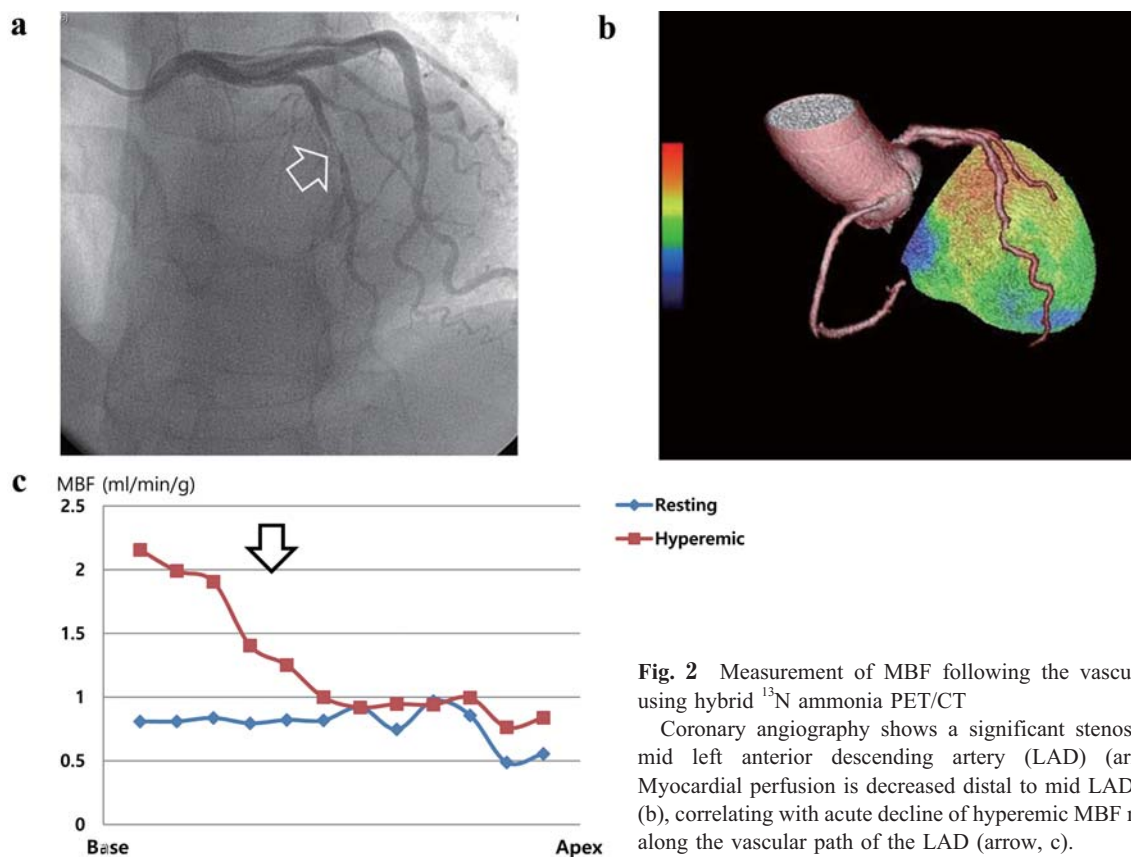 a
b
c
MBF (ml/min/g)
2.5
2
1.5
1
0.5
0
Base
Apex
Resting
Hyperemic
Fig. 2 Measurement of MBF following the
using hybrid ¹³N ammonia PET/CT
Coronary angiography shows a significant
mid left anterior descending artery (LAD)
Myocardial perfusion is decreased distal to mid LAD
(b), correlating with acute decline of hyperemic MBF
along the vascular path of the LAD (arrow, c).